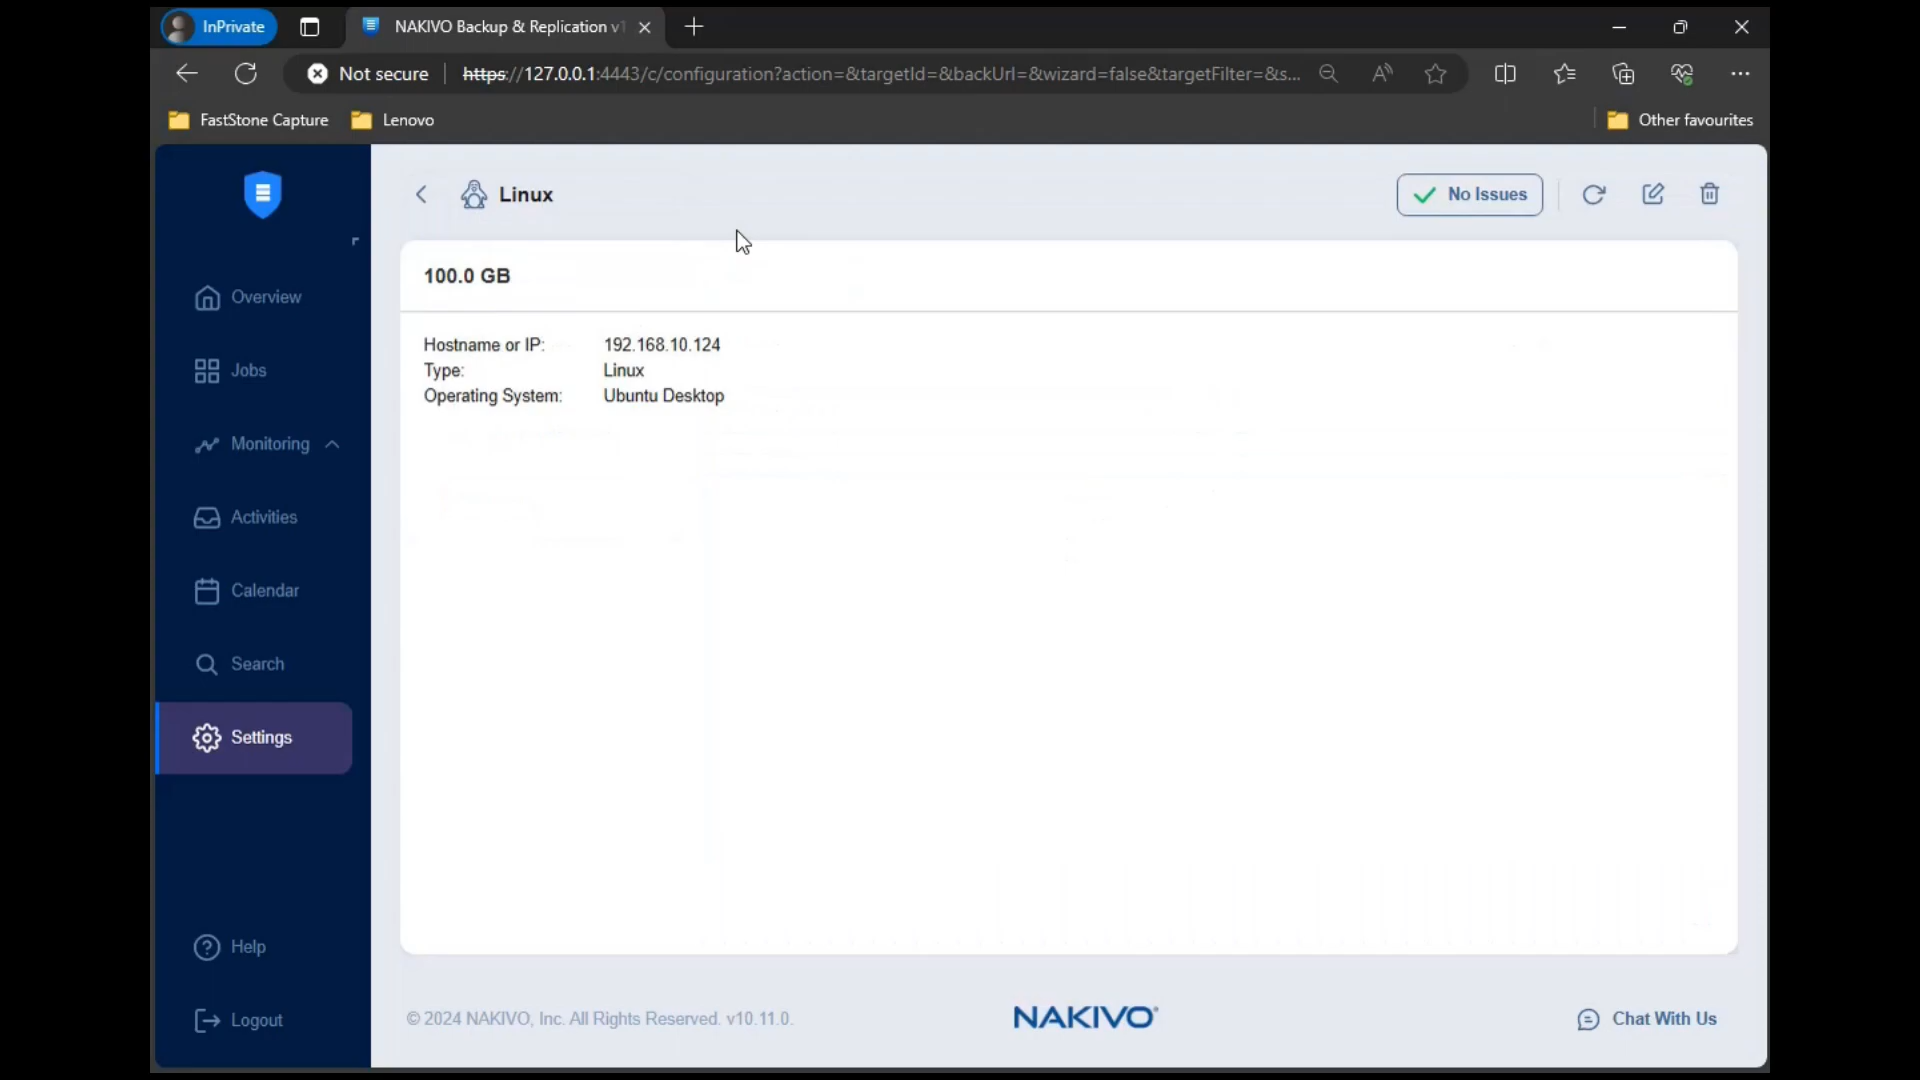 InPrivate
NAKIVO Backup & Replication v1
Not secure
https://127.0.0.1:4443/c/configuration?action=&targetId=&backUrl=&wizard=false&targetFilter=&s...
FastStone Capture
Lenovo
Other favourites
Linux
No Issues
100.0 GB
Hostname or IP: 192.168.10.124
Type: Linux
Operating System: Ubuntu Desktop
Overview
Jobs
Monitoring
Activities
Calendar
Search
Settings
Help
Logout
© 2024 NAKIVO, Inc. All Rights Reserved. v10.11.0.
NAKIVO®
Chat With Us